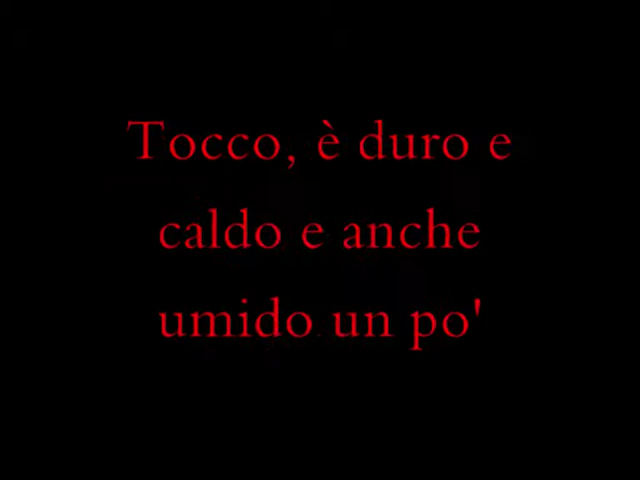 Tocco, è duro e
caldo e anche
umido un po'